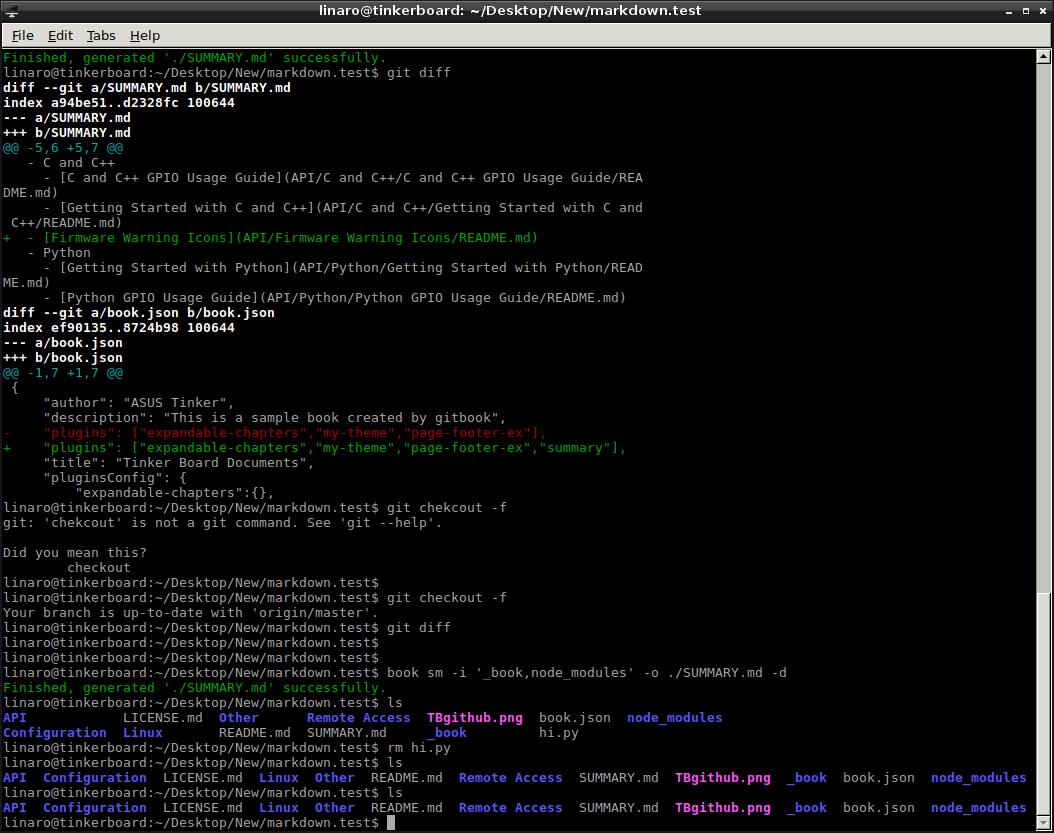 linaro@tinkerboard: ~/Desktop/New/markdown.test
File Edit Tabs Help
Finished, generated './SUMMARY.md' successfully.
linaro@tinkerboard:~/Desktop/New/markdown.test$ git diff
diff --git a/SUMMARY.md b/SUMMARY.md
index a94be51..d2328fc 100644
--- a/SUMMARY.md
+++ b/SUMMARY.md
@@ -5,6 +5,7 @@
   - C and C++
     - [C and C++ GPIO Usage Guide](API/C and C++/C and C++ GPIO Usage Guide/REA
DME.md)
     - [Getting Started with C and C++](API/C and C++/Getting Started with C and
 C++/README.md)
+  - [Firmware Warning Icons](API/Firmware Warning Icons/README.md)
   - Python
     - [Getting Started with Python](API/Python/Getting Started with Python/READ
ME.md)
     - [Python GPIO Usage Guide](API/Python/Python GPIO Usage Guide/README.md)
diff --git a/book.json b/book.json
index ef90135..8724b98 100644
--- a/book.json
+++ b/book.json
@@ -1,7 +1,7 @@
 {
     "author": "ASUS Tinker",
     "description": "This is a sample book created by gitbook",
-    "plugins": ["expandable-chapters","my-theme","page-footer-ex"],
+    "plugins": ["expandable-chapters","my-theme","page-footer-ex","summary"],
     "title": "Tinker Board Documents",
     "pluginsConfig": {
         "expandable-chapters":{},
linaro@tinkerboard:~/Desktop/New/markdown.test$ git chekcout -f
git: 'chekcout' is not a git command. See 'git --help'.

Did you mean this?
        checkout
linaro@tinkerboard:~/Desktop/New/markdown.test$
linaro@tinkerboard:~/Desktop/New/markdown.test$ git checkout -f
Your branch is up-to-date with 'origin/master'.
linaro@tinkerboard:~/Desktop/New/markdown.test$ git diff
linaro@tinkerboard:~/Desktop/New/markdown.test$
linaro@tinkerboard:~/Desktop/New/markdown.test$
linaro@tinkerboard:~/Desktop/New/markdown.test$ book sm -i '_book,node_modules' -o ./SUMMARY.md -d
Finished, generated './SUMMARY.md' successfully.
linaro@tinkerboard:~/Desktop/New/markdown.test$ ls
API            LICENSE.md  Other      Remote Access  TBgithub.png  book.json  node_modules
Configuration  Linux       README.md  SUMMARY.md     _book         hi.py
linaro@tinkerboard:~/Desktop/New/markdown.test$ rm hi.py
linaro@tinkerboard:~/Desktop/New/markdown.test$ ls
API  Configuration  LICENSE.md  Linux  Other  README.md  Remote Access  SUMMARY.md  TBgithub.png  _book  book.json  node_modules
linaro@tinkerboard:~/Desktop/New/markdown.test$ ls
API  Configuration  LICENSE.md  Linux  Other  README.md  Remote Access  SUMMARY.md  TBgithub.png  _book  book.json  node_modules
linaro@tinkerboard:~/Desktop/New/markdown.test$